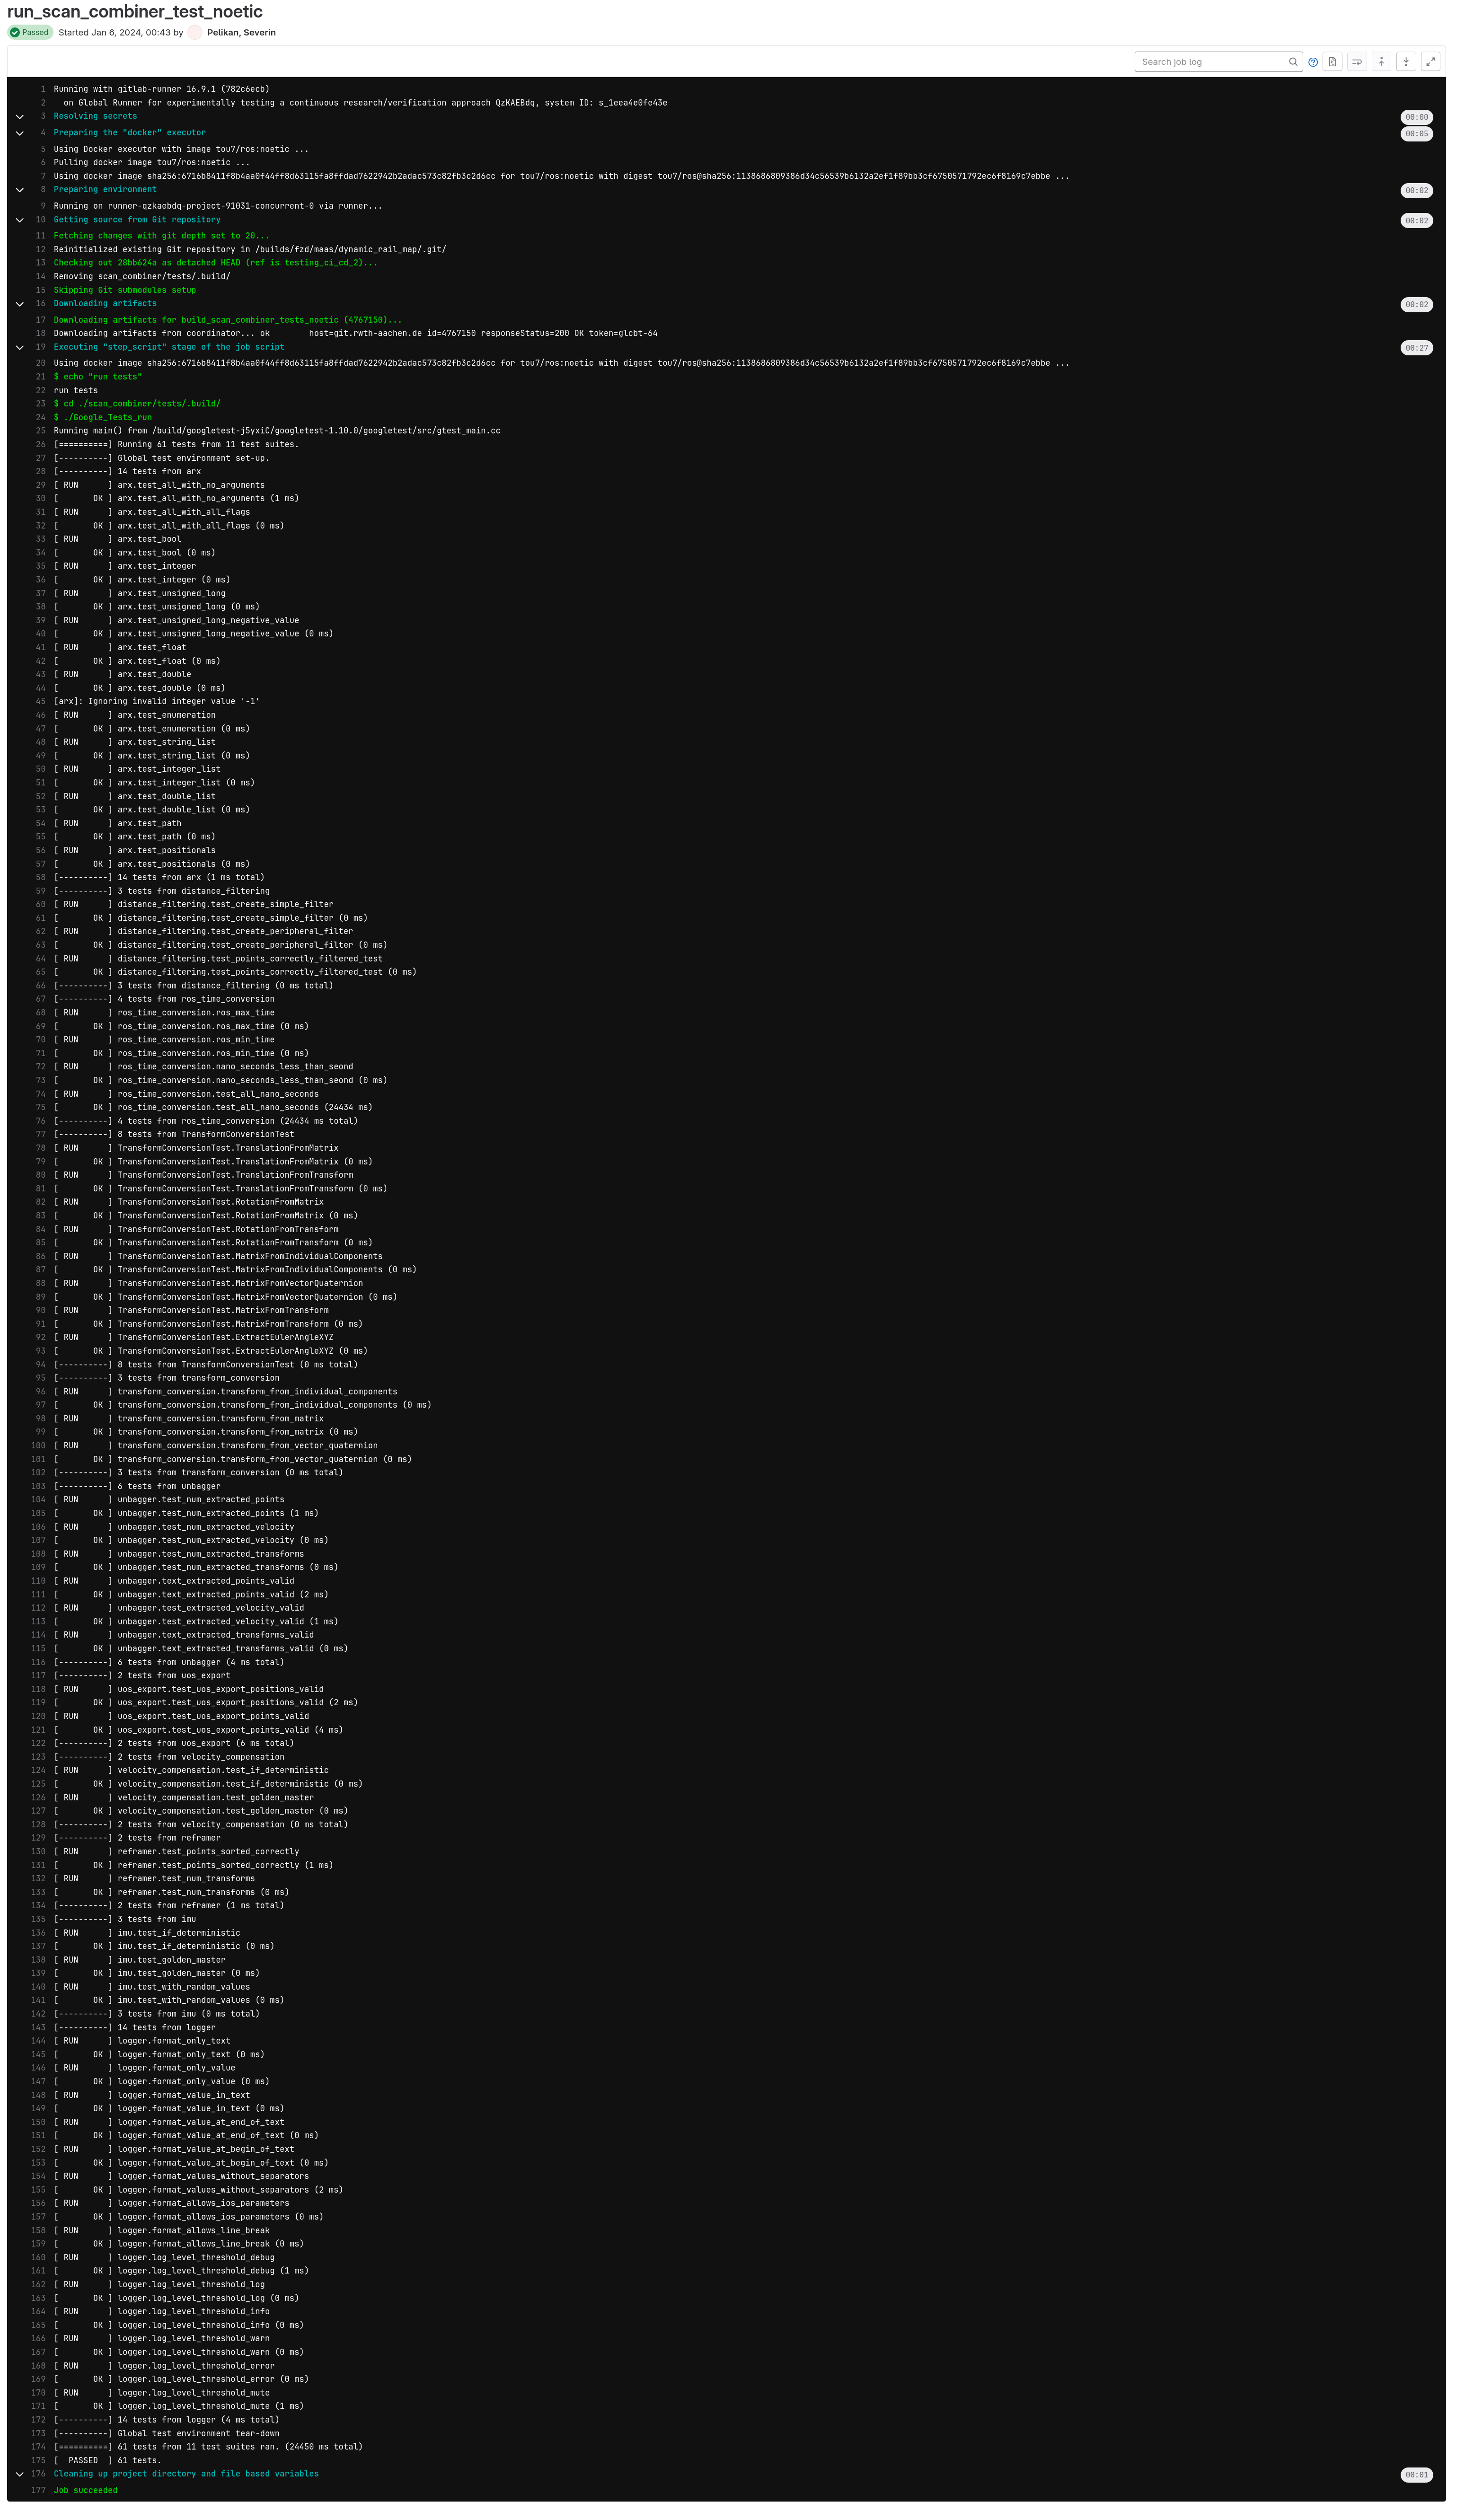 run_scan_combiner_test_noetic
Passed Started Jan 6, 2024, 00:43 by Pelikan, Severin
Search job log
1 Running with gitlab-runner 16.9.1 (782c6ecb)
2 on Global Runner for experimentally testing a continuous research/verification approach QzKAEBdq, system ID: s_1eea4e0fe43e
3 Resolving secrets 00:00
4 Preparing the "docker" executor 00:05
5 Using Docker executor with image tou7/ros:noetic ...
6 Pulling docker image tou7/ros:noetic ...
7 Using docker image sha256:6716b8411f8b4aa0f44ff8d63115fa8ffdad7622942b2adac573c82fb3c2d6cc for tou7/ros:noetic with digest tou7/ros@sha256:1138686809386d34c56539b6132a2ef1f89bb3cf6750571792ec6f8169c7ebbe ...
8 Preparing environment 00:02
9 Running on runner-qzkaebdq-project-91031-concurrent-0 via runner...
10 Getting source from Git repository 00:02
11 Fetching changes with git depth set to 20...
12 Reinitialized existing Git repository in /builds/fzd/maas/dynamic_rail_map/.git/
13 Checking out 28bb624a as detached HEAD (ref is testing_ci_cd_2)...
14 Removing scan_combiner/tests/.build/
15 Skipping Git submodules setup
16 Downloading artifacts 00:02
17 Downloading artifacts for build_scan_combiner_tests_noetic (4767150)...
18 Downloading artifacts from coordinator... ok        host=git.rwth-aachen.de id=4767150 responseStatus=200 OK token=glcbt-64
19 Executing "step_script" stage of the job script 00:27
20 Using docker image sha256:6716b8411f8b4aa0f44ff8d63115fa8ffdad7622942b2adac573c82fb3c2d6cc for tou7/ros:noetic with digest tou7/ros@sha256:1138686809386d34c56539b6132a2ef1f89bb3cf6750571792ec6f8169c7ebbe ...
21 $ echo "run tests"
22 run tests
23 $ cd ./scan_combiner/tests/.build/
24 $ ./Google_Tests_run
25 Running main() from /build/googletest-j5yxiC/googletest-1.10.0/googletest/src/gtest_main.cc
26 [==========] Running 61 tests from 11 test suites.
27 [----------] Global test environment set-up.
28 [----------] 14 tests from arx
29 [ RUN      ] arx.test_all_with_no_arguments
30 [       OK ] arx.test_all_with_no_arguments (1 ms)
31 [ RUN      ] arx.test_all_with_all_flags
32 [       OK ] arx.test_all_with_all_flags (0 ms)
33 [ RUN      ] arx.test_bool
34 [       OK ] arx.test_bool (0 ms)
35 [ RUN      ] arx.test_integer
36 [       OK ] arx.test_integer (0 ms)
37 [ RUN      ] arx.test_unsigned_long
38 [       OK ] arx.test_unsigned_long (0 ms)
39 [ RUN      ] arx.test_unsigned_long_negative_value
40 [       OK ] arx.test_unsigned_long_negative_value (0 ms)
41 [ RUN      ] arx.test_float
42 [       OK ] arx.test_float (0 ms)
43 [ RUN      ] arx.test_double
44 [       OK ] arx.test_double (0 ms)
45 [arx]: Ignoring invalid integer value '-1'
46 [ RUN      ] arx.test_enumeration
47 [       OK ] arx.test_enumeration (0 ms)
48 [ RUN      ] arx.test_string_list
49 [       OK ] arx.test_string_list (0 ms)
50 [ RUN      ] arx.test_integer_list
51 [       OK ] arx.test_integer_list (0 ms)
52 [ RUN      ] arx.test_double_list
53 [       OK ] arx.test_double_list (0 ms)
54 [ RUN      ] arx.test_path
55 [       OK ] arx.test_path (0 ms)
56 [ RUN      ] arx.test_positionals
57 [       OK ] arx.test_positionals (0 ms)
58 [----------] 14 tests from arx (1 ms total)
59 [----------] 3 tests from distance_filtering
60 [ RUN      ] distance_filtering.test_create_simple_filter
61 [       OK ] distance_filtering.test_create_simple_filter (0 ms)
62 [ RUN      ] distance_filtering.test_create_peripheral_filter
63 [       OK ] distance_filtering.test_create_peripheral_filter (0 ms)
64 [ RUN      ] distance_filtering.test_points_correctly_filtered_test
65 [       OK ] distance_filtering.test_points_correctly_filtered_test (0 ms)
66 [----------] 3 tests from distance_filtering (0 ms total)
67 [----------] 4 tests from ros_time_conversion
68 [ RUN      ] ros_time_conversion.ros_max_time
69 [       OK ] ros_time_conversion.ros_max_time (0 ms)
70 [ RUN      ] ros_time_conversion.ros_min_time
71 [       OK ] ros_time_conversion.ros_min_time (0 ms)
72 [ RUN      ] ros_time_conversion.nano_seconds_less_than_seond
73 [       OK ] ros_time_conversion.nano_seconds_less_than_seond (0 ms)
74 [ RUN      ] ros_time_conversion.test_all_nano_seconds
75 [       OK ] ros_time_conversion.test_all_nano_seconds (24434 ms)
76 [----------] 4 tests from ros_time_conversion (24434 ms total)
77 [----------] 8 tests from TransformConversionTest
78 [ RUN      ] TransformConversionTest.TranslationFromMatrix
79 [       OK ] TransformConversionTest.TranslationFromMatrix (0 ms)
80 [ RUN      ] TransformConversionTest.TranslationFromTransform
81 [       OK ] TransformConversionTest.TranslationFromTransform (0 ms)
82 [ RUN      ] TransformConversionTest.RotationFromMatrix
83 [       OK ] TransformConversionTest.RotationFromMatrix (0 ms)
84 [ RUN      ] TransformConversionTest.RotationFromTransform
85 [       OK ] TransformConversionTest.RotationFromTransform (0 ms)
86 [ RUN      ] TransformConversionTest.MatrixFromIndividualComponents
87 [       OK ] TransformConversionTest.MatrixFromIndividualComponents (0 ms)
88 [ RUN      ] TransformConversionTest.MatrixFromVectorQuaternion
89 [       OK ] TransformConversionTest.MatrixFromVectorQuaternion (0 ms)
90 [ RUN      ] TransformConversionTest.MatrixFromTransform
91 [       OK ] TransformConversionTest.MatrixFromTransform (0 ms)
92 [ RUN      ] TransformConversionTest.ExtractEulerAngleXYZ
93 [       OK ] TransformConversionTest.ExtractEulerAngleXYZ (0 ms)
94 [----------] 8 tests from TransformConversionTest (0 ms total)
95 [----------] 3 tests from transform_conversion
96 [ RUN      ] transform_conversion.transform_from_individual_components
97 [       OK ] transform_conversion.transform_from_individual_components (0 ms)
98 [ RUN      ] transform_conversion.transform_from_matrix
99 [       OK ] transform_conversion.transform_from_matrix (0 ms)
100 [ RUN      ] transform_conversion.transform_from_vector_quaternion
101 [       OK ] transform_conversion.transform_from_vector_quaternion (0 ms)
102 [----------] 3 tests from transform_conversion (0 ms total)
103 [----------] 6 tests from unbagger
104 [ RUN      ] unbagger.test_num_extracted_points
105 [       OK ] unbagger.test_num_extracted_points (1 ms)
106 [ RUN      ] unbagger.test_num_extracted_velocity
107 [       OK ] unbagger.test_num_extracted_velocity (0 ms)
108 [ RUN      ] unbagger.test_num_extracted_transforms
109 [       OK ] unbagger.test_num_extracted_transforms (0 ms)
110 [ RUN      ] unbagger.text_extracted_points_valid
111 [       OK ] unbagger.text_extracted_points_valid (2 ms)
112 [ RUN      ] unbagger.test_extracted_velocity_valid
113 [       OK ] unbagger.test_extracted_velocity_valid (1 ms)
114 [ RUN      ] unbagger.text_extracted_transforms_valid
115 [       OK ] unbagger.text_extracted_transforms_valid (0 ms)
116 [----------] 6 tests from unbagger (4 ms total)
117 [----------] 2 tests from uos_export
118 [ RUN      ] uos_export.test_uos_export_positions_valid
119 [       OK ] uos_export.test_uos_export_positions_valid (2 ms)
120 [ RUN      ] uos_export.test_uos_export_points_valid
121 [       OK ] uos_export.test_uos_export_points_valid (4 ms)
122 [----------] 2 tests from uos_export (6 ms total)
123 [----------] 2 tests from velocity_compensation
124 [ RUN      ] velocity_compensation.test_if_deterministic
125 [       OK ] velocity_compensation.test_if_deterministic (0 ms)
126 [ RUN      ] velocity_compensation.test_golden_master
127 [       OK ] velocity_compensation.test_golden_master (0 ms)
128 [----------] 2 tests from velocity_compensation (0 ms total)
129 [----------] 2 tests from reframer
130 [ RUN      ] reframer.test_points_sorted_correctly
131 [       OK ] reframer.test_points_sorted_correctly (1 ms)
132 [ RUN      ] reframer.test_num_transforms
133 [       OK ] reframer.test_num_transforms (0 ms)
134 [----------] 2 tests from reframer (1 ms total)
135 [----------] 3 tests from imu
136 [ RUN      ] imu.test_if_deterministic
137 [       OK ] imu.test_if_deterministic (0 ms)
138 [ RUN      ] imu.test_golden_master
139 [       OK ] imu.test_golden_master (0 ms)
140 [ RUN      ] imu.test_with_random_values
141 [       OK ] imu.test_with_random_values (0 ms)
142 [----------] 3 tests from imu (0 ms total)
143 [----------] 14 tests from logger
144 [ RUN      ] logger.format_only_text
145 [       OK ] logger.format_only_text (0 ms)
146 [ RUN      ] logger.format_only_value
147 [       OK ] logger.format_only_value (0 ms)
148 [ RUN      ] logger.format_value_in_text
149 [       OK ] logger.format_value_in_text (0 ms)
150 [ RUN      ] logger.format_value_at_end_of_text
151 [       OK ] logger.format_value_at_end_of_text (0 ms)
152 [ RUN      ] logger.format_value_at_begin_of_text
153 [       OK ] logger.format_value_at_begin_of_text (0 ms)
154 [ RUN      ] logger.format_values_without_separators
155 [       OK ] logger.format_values_without_separators (2 ms)
156 [ RUN      ] logger.format_allows_ios_parameters
157 [       OK ] logger.format_allows_ios_parameters (0 ms)
158 [ RUN      ] logger.format_allows_line_break
159 [       OK ] logger.format_allows_line_break (0 ms)
160 [ RUN      ] logger.log_level_threshold_debug
161 [       OK ] logger.log_level_threshold_debug (1 ms)
162 [ RUN      ] logger.log_level_threshold_log
163 [       OK ] logger.log_level_threshold_log (0 ms)
164 [ RUN      ] logger.log_level_threshold_info
165 [       OK ] logger.log_level_threshold_info (0 ms)
166 [ RUN      ] logger.log_level_threshold_warn
167 [       OK ] logger.log_level_threshold_warn (0 ms)
168 [ RUN      ] logger.log_level_threshold_error
169 [       OK ] logger.log_level_threshold_error (0 ms)
170 [ RUN      ] logger.log_level_threshold_mute
171 [       OK ] logger.log_level_threshold_mute (1 ms)
172 [----------] 14 tests from logger (4 ms total)
173 [----------] Global test environment tear-down
174 [==========] 61 tests from 11 test suites ran. (24450 ms total)
175 [  PASSED  ] 61 tests.
176 Cleaning up project directory and file based variables 00:01
177 Job succeeded